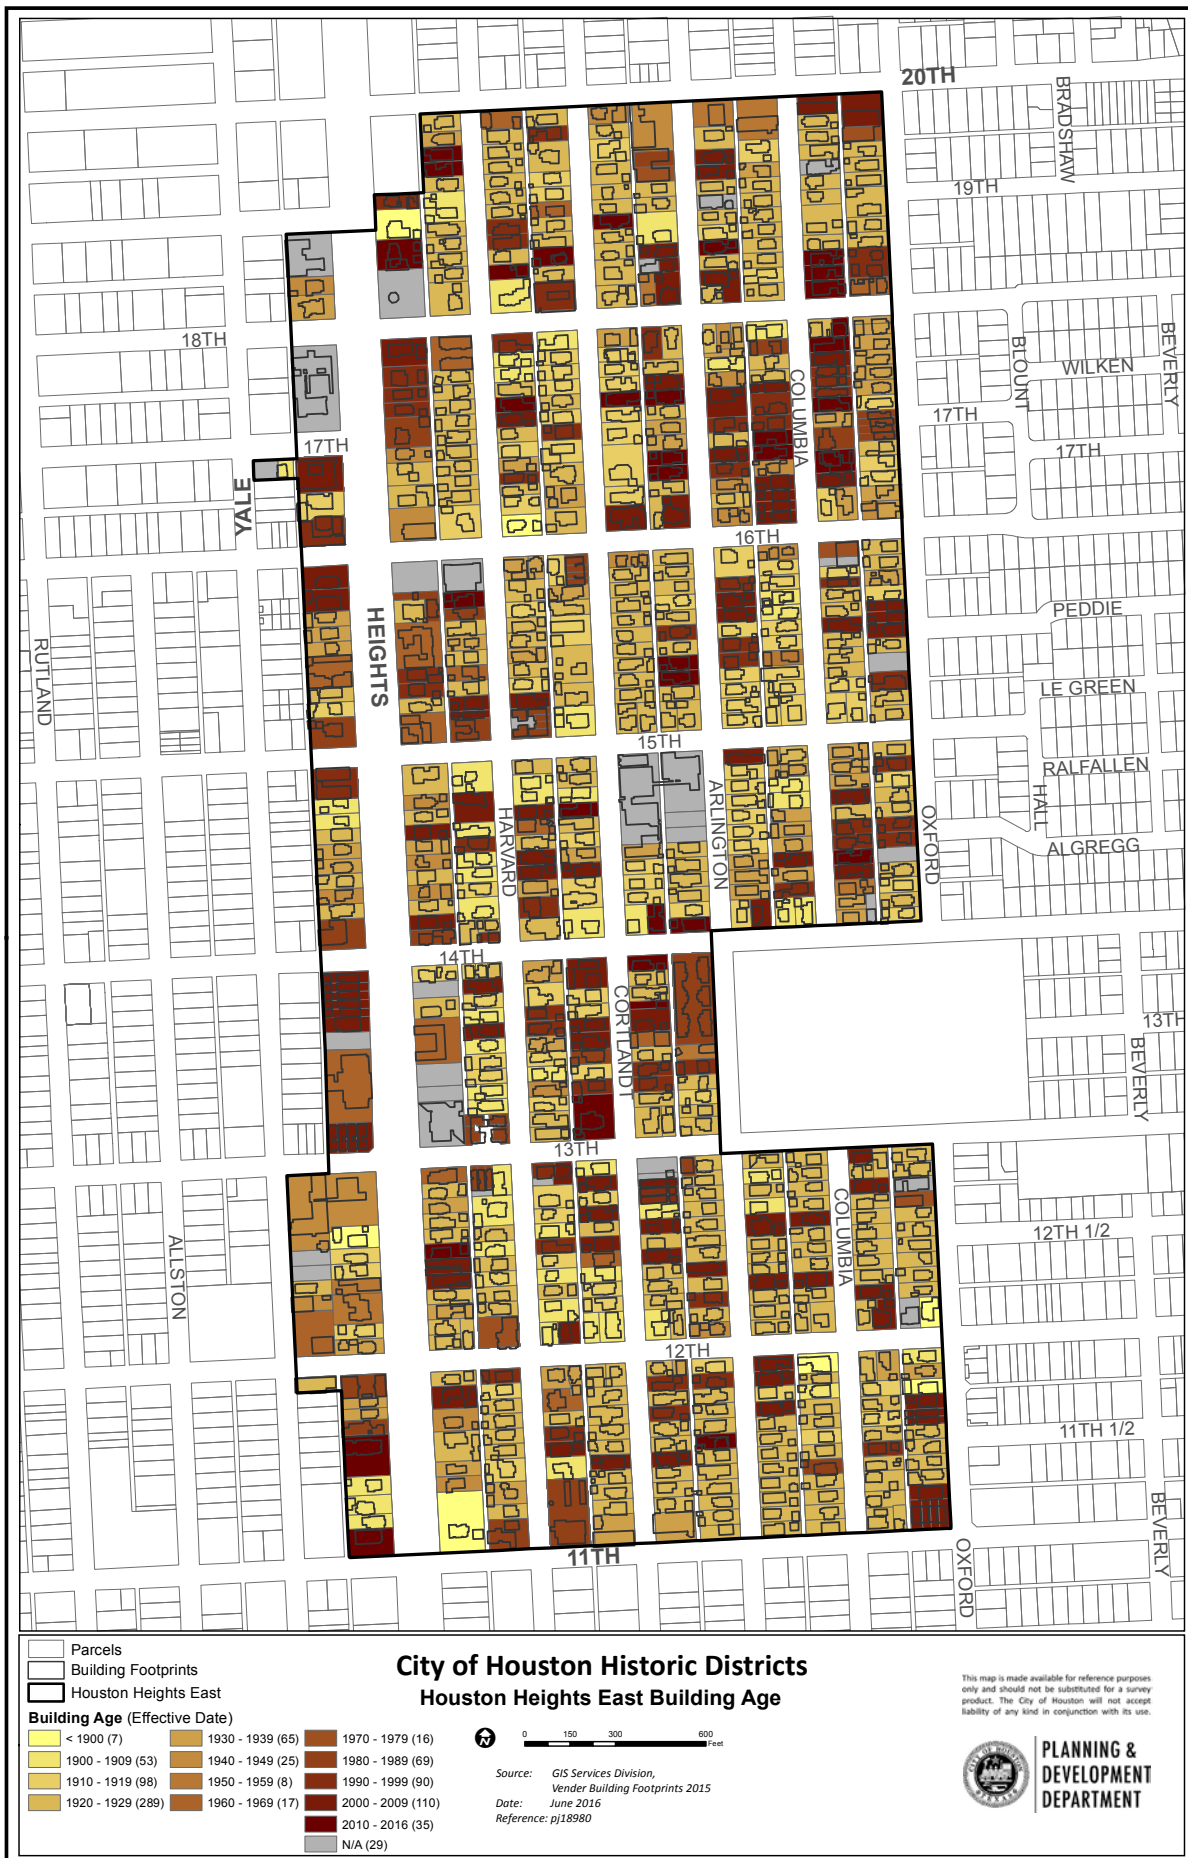 20TH
BRADSHAW
19TH
18TH
BLOUNT
BEVERLY
WILKEN
COLUMBIA
17TH
17TH
17TH
YALE
16TH
PEDDIE
HEIGHTS
RUTLAND
LE GREEN
15TH
RALFALLEN
HALL
ARLINGTON
OXFORD
HARVARD
ALGREGG
14TH
CORTLANDT
13TH
BEVERLY
13TH
COLUMBIA
12TH 1/2
ALLSTON
12TH
11TH 1/2
BEVERLY
11TH
OXFORD
Parcels
Building Footprints
Houston Heights East
Building Age (Effective Date)
< 1900 (7)
1900 - 1909 (53)
1910 - 1919 (98)
1920 - 1929 (289)
1930 - 1939 (65)
1940 - 1949 (25)
1950 - 1959 (8)
1960 - 1969 (17)
1970 - 1979 (16)
1980 - 1989 (69)
1990 - 1999 (90)
2000 - 2009 (110)
2010 - 2016 (35)
N/A (29)
City of Houston Historic Districts
Houston Heights East Building Age
N
0 150 300 600
Feet
Source: GIS Services Division,
Vender Building Footprints 2015
Date: June 2016
Reference: pj18980
This map is made available for reference purposes
only and should not be substituted for a survey
product. The City of Houston will not accept
liability of any kind in conjunction with its use.
PLANNING &
DEVELOPMENT
DEPARTMENT